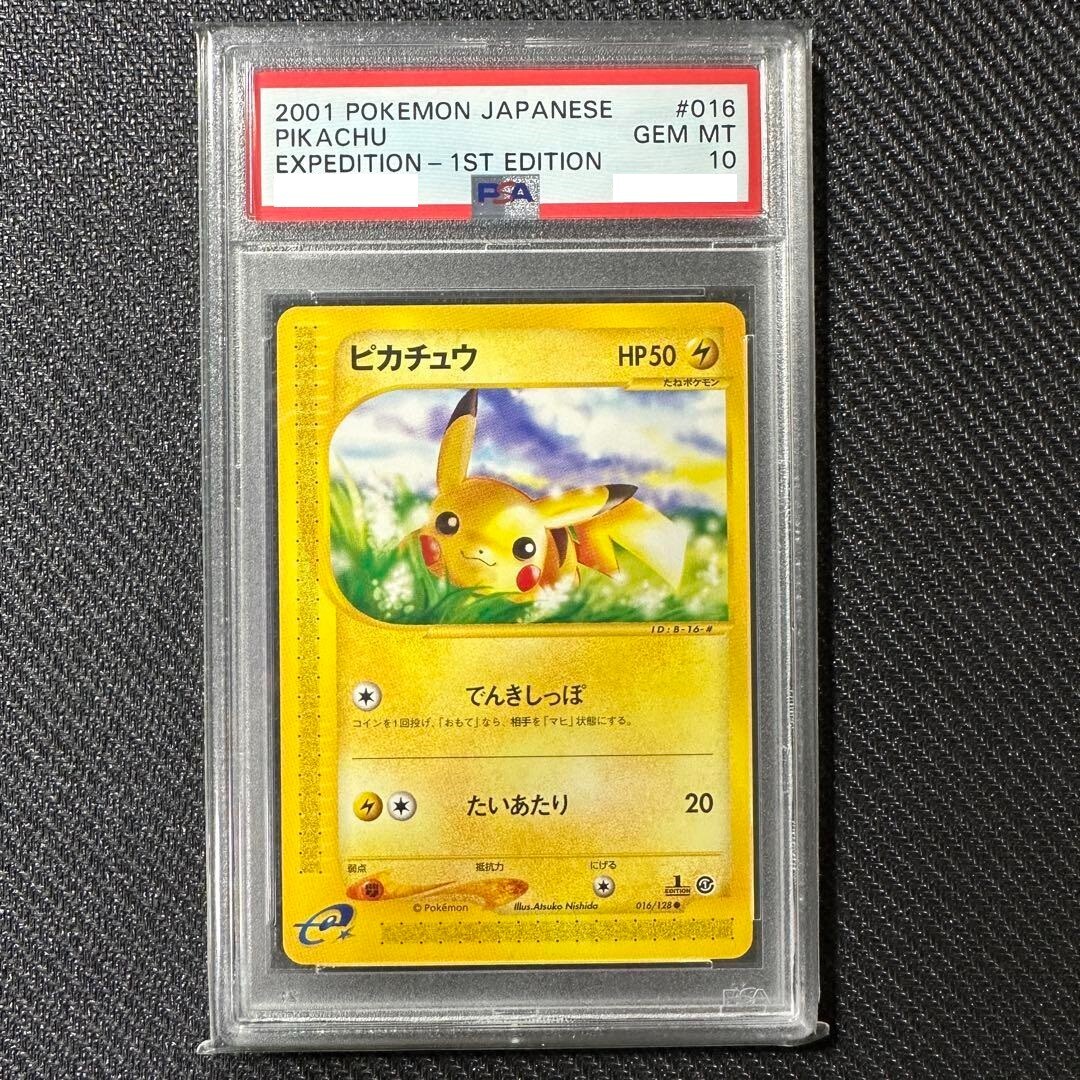 2001 POKEMON JAPANESE #016
PIKACHU GEM MT
EXPEDITION - 1ST EDITION 10
PSA
ピカチュウ HP50
たねポケモン
ID:B-16-#
でんきしっぽ
コインを1回投げ、「おもて」なら、相手を「マヒ」状態にする。
たいあたり 20
弱点 抵抗力 にげる
1
EDITION
© Pokémon Illus.Atsuko Nishida 016/128
e
PSA